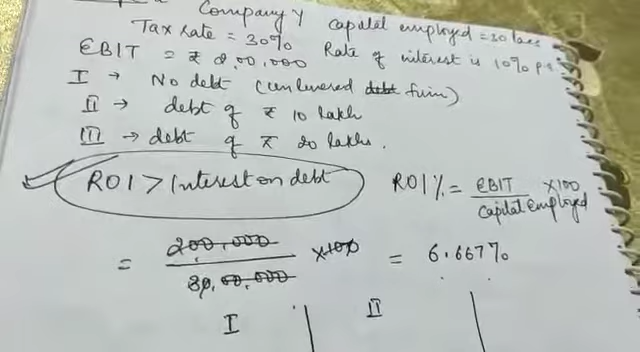 Company Y capital employed = 30 lacs
Tax rate = 30%
EBIT = ₹ 2,00,000 Rate of interest is 10% p.a
I → No debt (unlevered debt firm)
II → debt of ₹ 10 lakh
III → debt of ₹ 20 lakhs.
ROI > Interest on debt ROI% = EBIT / Capital employed ×100
= 200,000 / 30,00,000 ×100 = 6.667%
I II